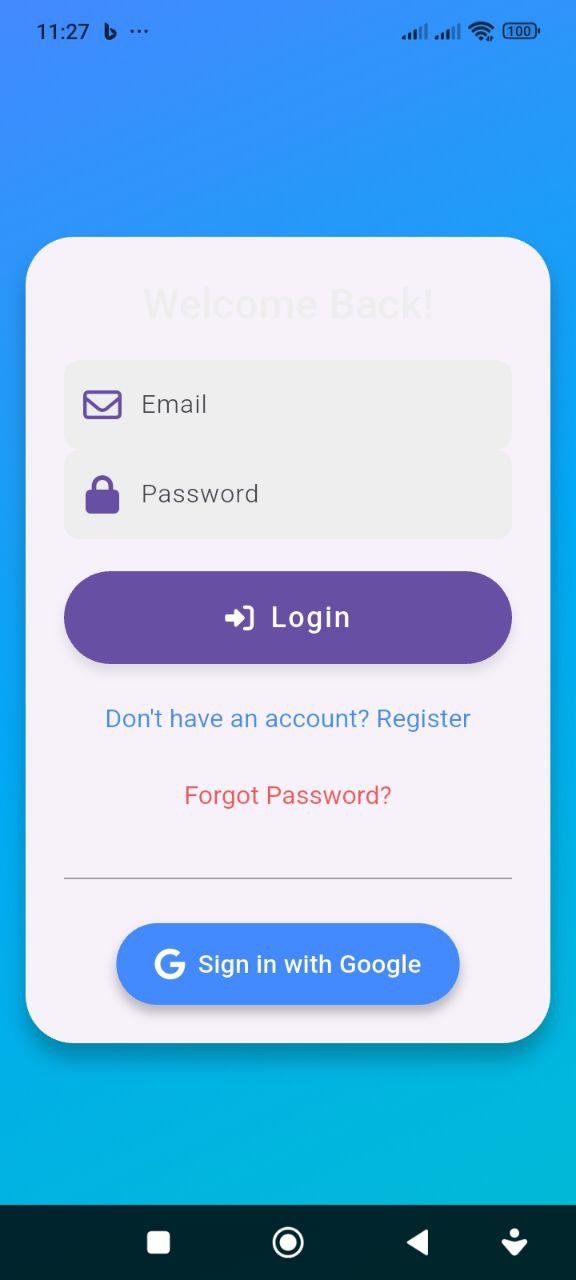 11:27
100
Welcome Back!
Email
Password
Login
Don't have an account? Register
Forgot Password?
Sign in with Google